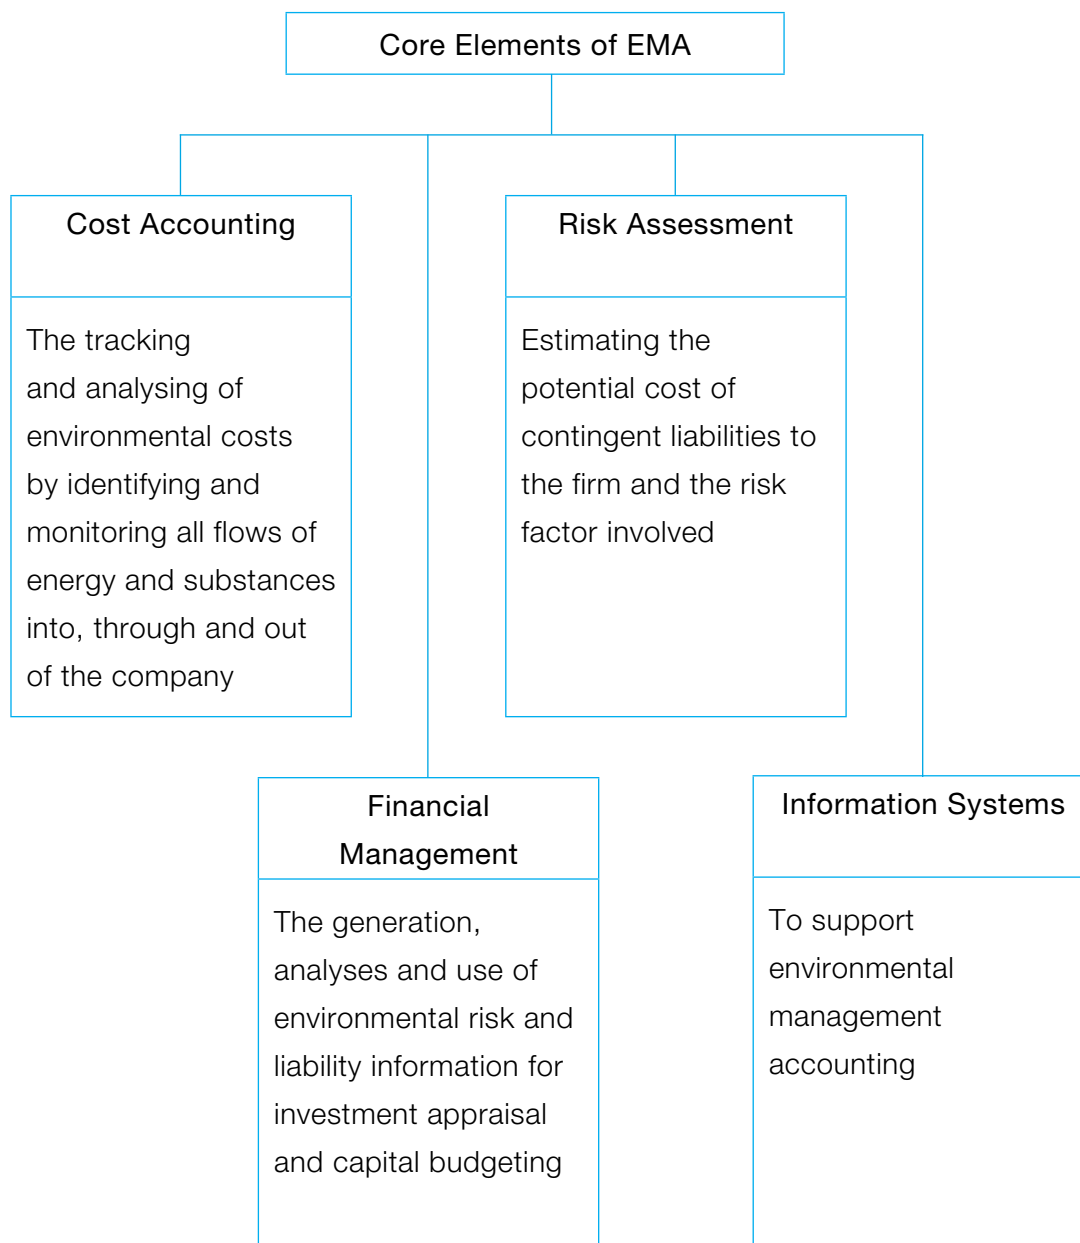 Core Elements of EMA
Cost Accounting
The tracking
and analysing of
environmental costs
by identifying and
monitoring all flows of
energy and substances
into, through and out
of the company
Risk Assessment
Estimating the
potential cost of
contingent liabilities to
the firm and the risk
factor involved
Financial
Management
The generation,
analyses and use of
environmental risk and
liability information for
investment appraisal
and capital budgeting
Information Systems
To support
environmental
management
accounting